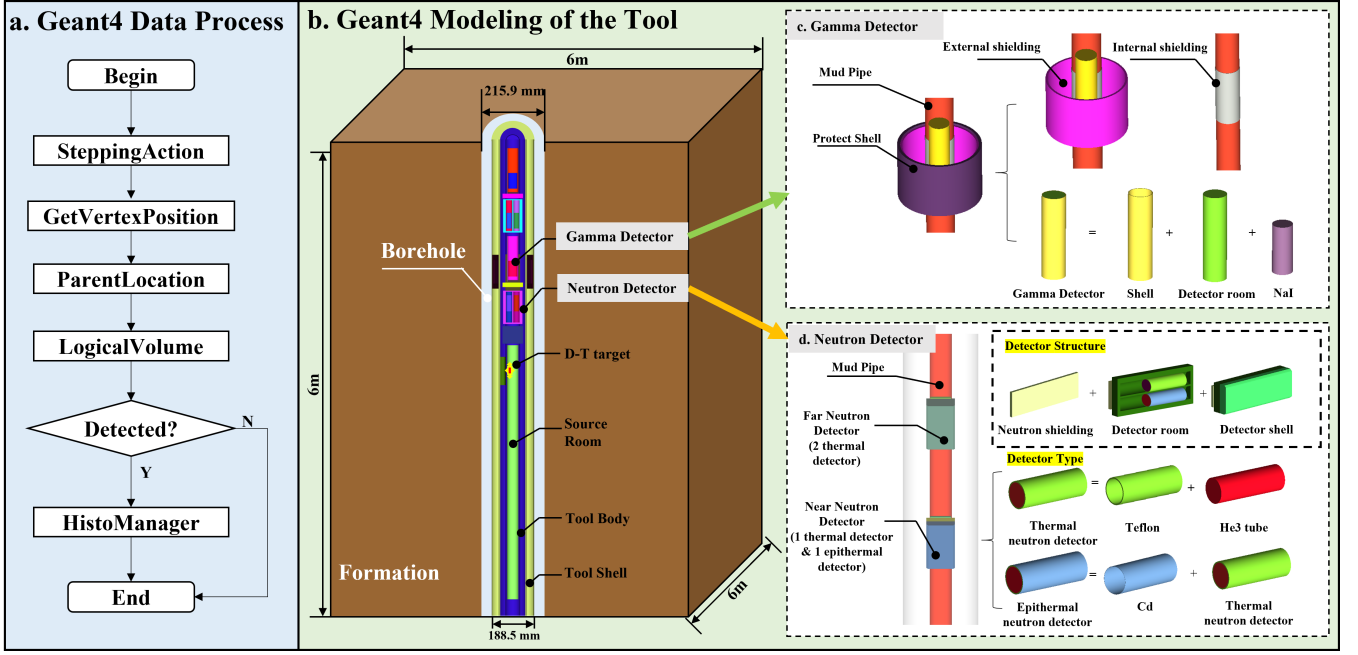 a. Geant4 Data Process
Begin
SteppingAction
GetVertexPosition
ParentLocation
LogicalVolume
Detected?
N
Y
HistoManager
End
b. Geant4 Modeling of the Tool
6m
215.9 mm
6m
Borehole
Gamma Detector
Neutron Detector
D-T target
Source
Room
Tool Body
Tool Shell
Formation
6m
188.5 mm
c. Gamma Detector
External shielding
Internal shielding
Mud Pipe
Protect Shell
=
+
+
Gamma Detector
Shell
Detector room
NaI
d. Neutron Detector
Mud Pipe
Far Neutron
Detector
(2 thermal
detector)
Near Neutron
Detector
(1 thermal detector
& 1 epithermal
detector)
Detector Structure
+
+
Neutron shielding
Detector room
Detector shell
Detector Type
=
+
Thermal
neutron detector
Teflon
He3 tube
=
+
Epithermal
neutron detector
Cd
Thermal
neutron detector